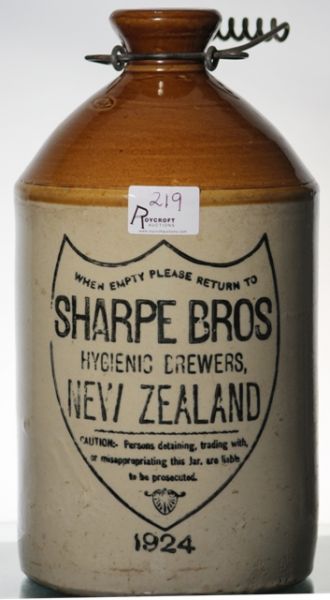 219
ROYCROFT
AUCTIONS
WHEN EMPTY PLEASE RETURN TO
SHARPE BROS
HYGIENIC BREWERS,
NEW ZEALAND
CAUTION:- Persons detaining, trading with,
or misappropriating this Jar, are liable
to be prosecuted.
1924